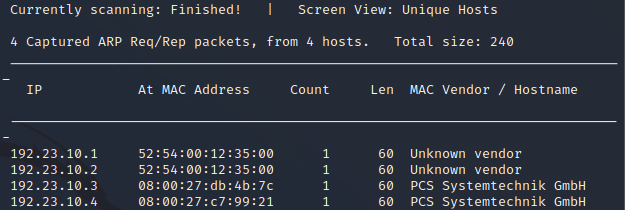 Currently scanning: Finished!   |   Screen View: Unique Hosts
4 Captured ARP Req/Rep packets, from 4 hosts.   Total size: 240
_____________________________________________________________________________
_
IP            At MAC Address     Count     Len  MAC Vendor / Hostname
-----------------------------------------------------------------------------
-
192.23.10.1     52:54:00:12:35:00      1      60  Unknown vendor
192.23.10.2     52:54:00:12:35:00      1      60  Unknown vendor
192.23.10.3     08:00:27:db:4b:7c      1      60  PCS Systemtechnik GmbH
192.23.10.4     08:00:27:c7:99:21      1      60  PCS Systemtechnik GmbH